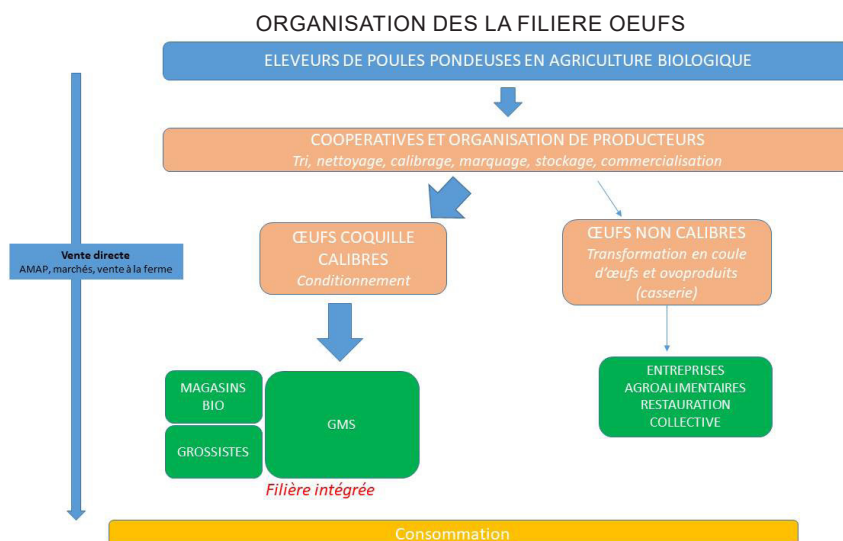 ORGANISATION DES LA FILIERE OEUFS
ELEVEURS DE POULES PONDEUSES EN AGRICULTURE BIOLOGIQUE
COOPERATIVES ET ORGANISATION DE PRODUCTEURS
Tri, nettoyage, calibrage, marquage, stockage, commercialisation
ŒUFS COQUILLE
CALIBRES
Conditionnement
ŒUFS NON CALIBRES
Transformation en coule
d'œufs et ovoproduits
(casserie)
Vente directe
AMAP, marchés, vente à la ferme
MAGASINS
BIO
GROSSISTES
GMS
ENTREPRISES
AGROALIMENTAIRES
RESTAURATION
COLLECTIVE
Filière intégrée
Consommation